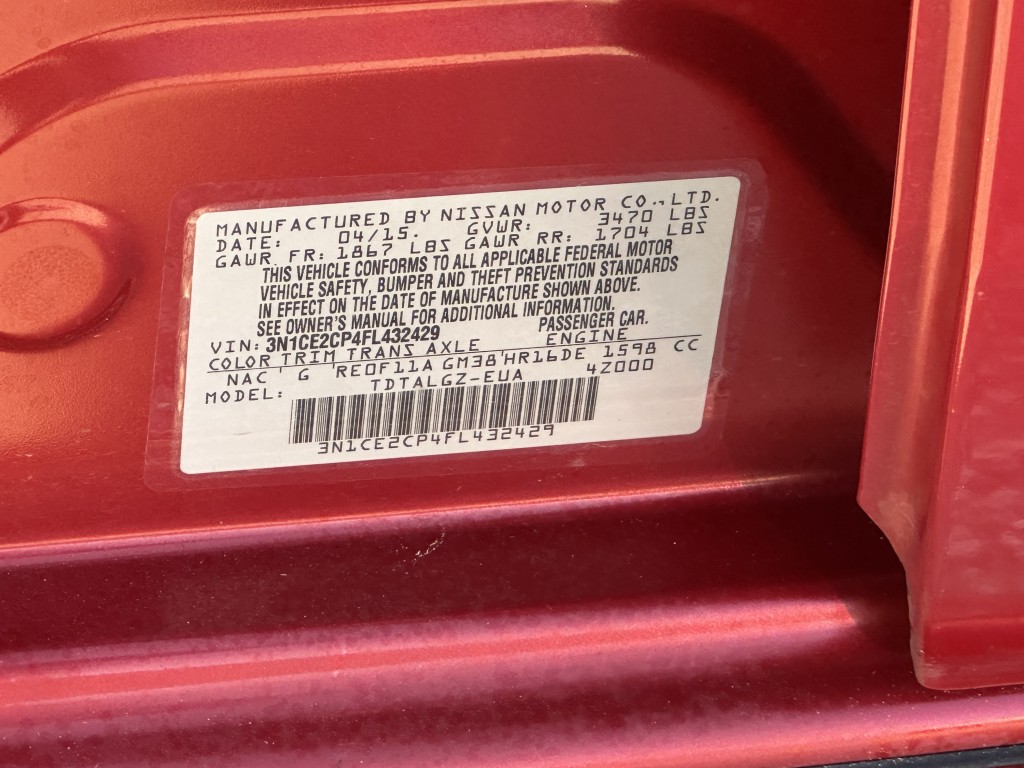 MANUFACTURED BY NISSAN MOTOR CO., LTD.
DATE: 04/15. GVWR: 3470 LBS
GAWR FR: 1867 LBS GAWR RR: 1704 LBS
THIS VEHICLE CONFORMS TO ALL APPLICABLE FEDERAL MOTOR
VEHICLE SAFETY, BUMPER AND THEFT PREVENTION STANDARDS
IN EFFECT ON THE DATE OF MANUFACTURE SHOWN ABOVE.
SEE OWNER'S MANUAL FOR ADDITIONAL INFORMATION.
VIN: 3N1CE2CP4FL432429 PASSENGER CAR.
COLOR TRIM TRANS AXLE ENGINE
NAC ' G 'RE0F11A GM38'HR16DE 1598 CC
MODEL: TDTALGZ-EUA 4Z000
3N1CE2CP4FL432429